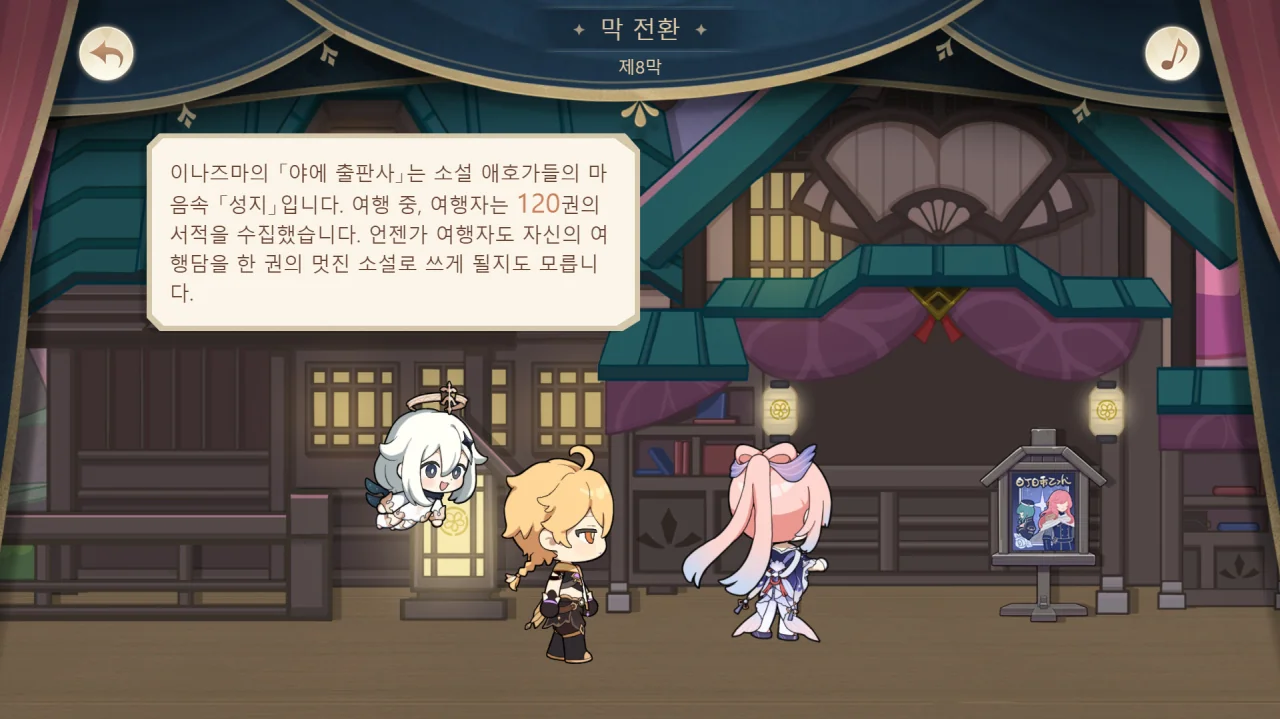 막 전환
제8막
이나즈마의 「야에 출판사」는 소설 애호가들의 마
음속 「성지」입니다. 여행 중, 여행자는 120권의
서적을 수집했습니다. 언젠가 여행자도 자신의 여
행담을 한 권의 멋진 소설로 쓰게 될지도 모릅니
다.